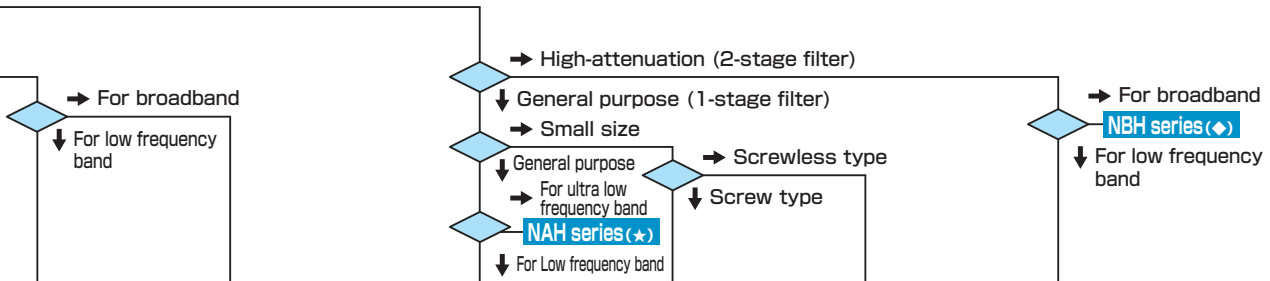 → High-attenuation (2-stage filter)
→ For broadband
↓ General purpose (1-stage filter)
→ For broadband
↓ For low frequency
band
→ Small size
NBH series(◆)
↓ General purpose
→ Screwless type
↓ For low frequency
band
→ For ultra low
frequency band
↓ Screw type
NAH series(★)
↓ For Low frequency band